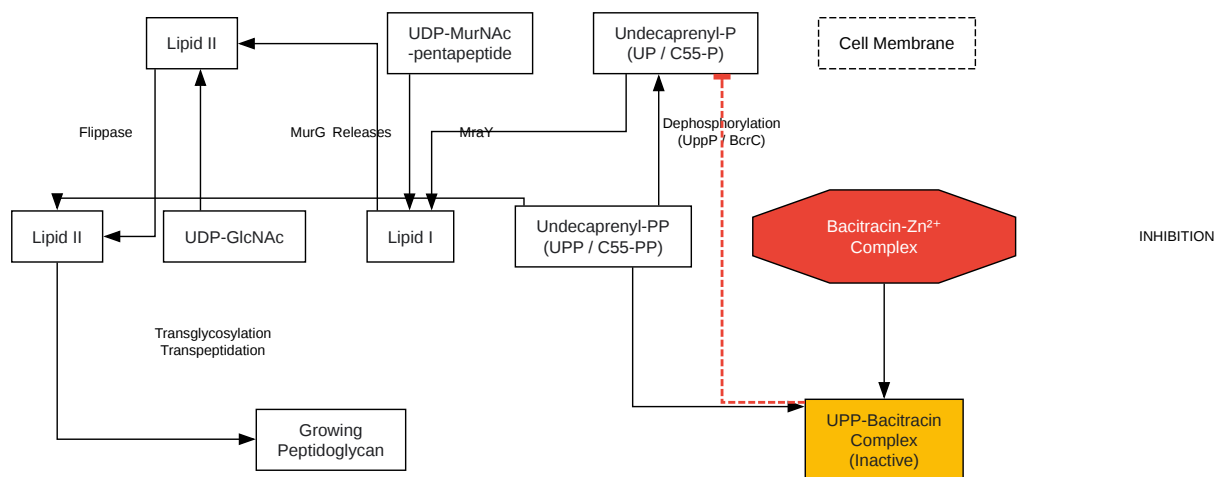 Lipid II
UDP-MurNAc
-pentapeptide
Undecaprenyl-P
(UP / C55-P)
Cell Membrane
Flippase
MurG
Releases
MraY
Dephosphorylation
(UppP / BcrC)
Lipid II
UDP-GlcNAc
Lipid I
Undecaprenyl-PP
(UPP / C55-PP)
Bacitracin-Zn²⁺
Complex
INHIBITION
Transglycosylation
Transpeptidation
Growing
Peptidoglycan
UPP-Bacitracin
Complex
(Inactive)